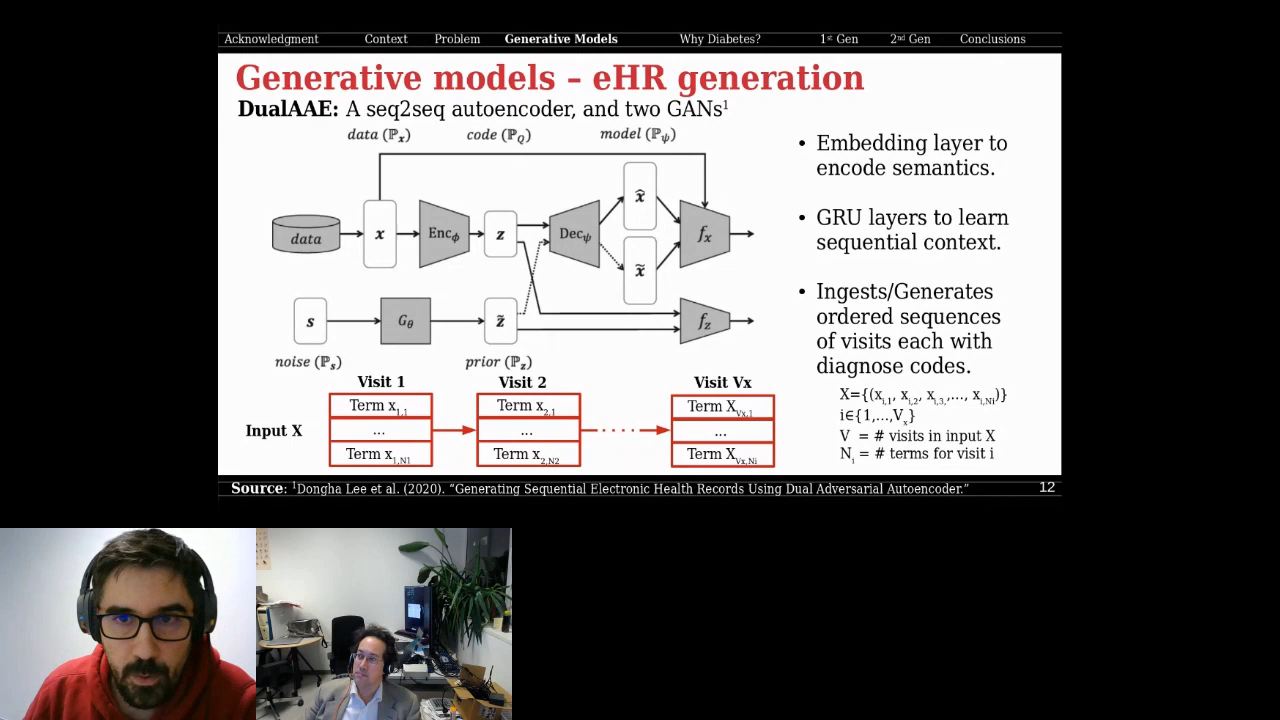 Acknowledgment Context Problem Generative Models Why Diabetes? 1st Gen 2nd Gen Conclusions
Generative models – eHR generation
DualAAE: A seq2seq autoencoder, and two GANs1
data (ℙx) code (ℙQ) model (ℙψ)
x̂
data x Encϕ z Decψ fx
x̃
s Gθ z̃ fz
noise (ℙs) prior (ℙz)
Visit 1 Visit 2 Visit Vx
Term x1,1 Term x2,1 Term XVx,1
Input X ... ... ...
Term x1,N1 Term x2,N2 Term XVx,Ni
• Embedding layer to
encode semantics.
• GRU layers to learn
sequential context.
• Ingests/Generates
ordered sequences
of visits each with
diagnose codes.
X={(xi,1, xi,2, xi,3,..., xi,Ni)}
i∈{1,...,Vx}
V = # visits in input X
Ni = # terms for visit i
Source: 1Dongha Lee et al. (2020). “Generating Sequential Electronic Health Records Using Dual Adversarial Autoencoder.” 12